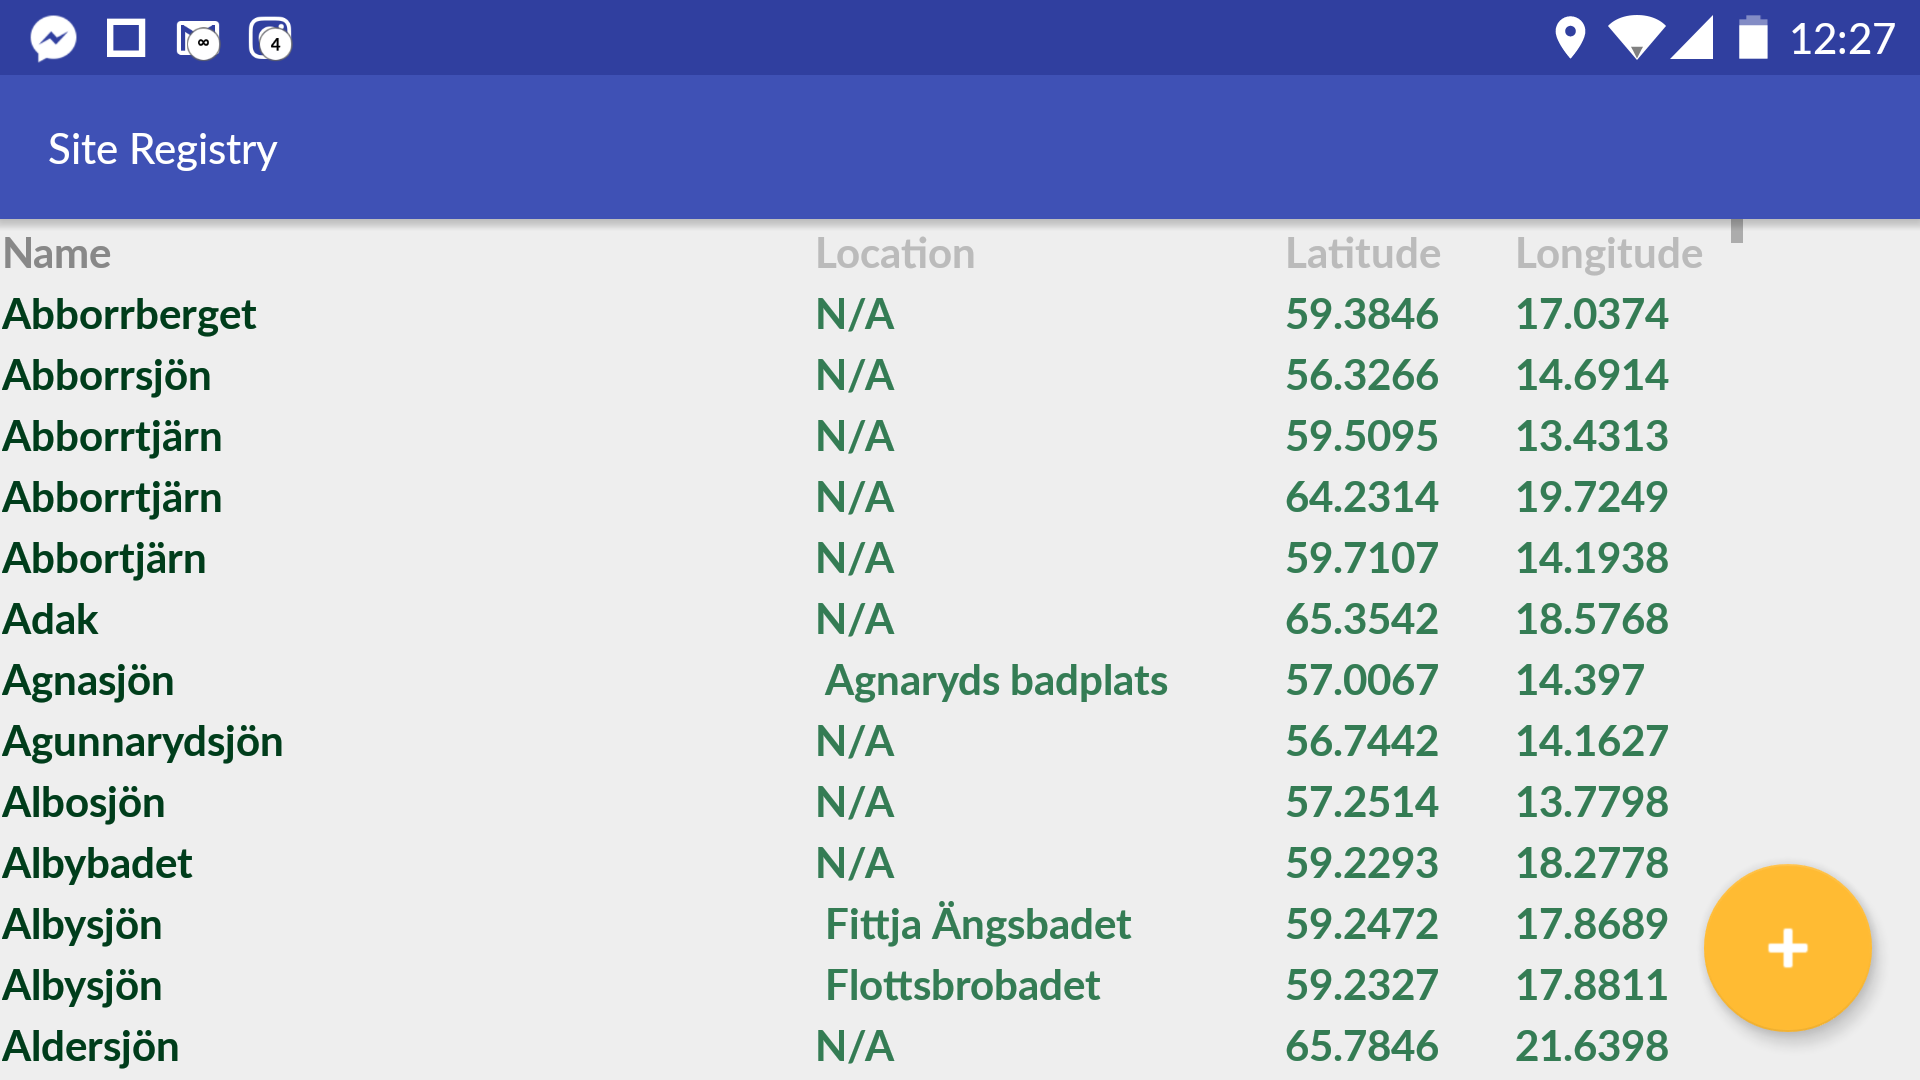 ∞ 4 12:27
Site Registry
Name Location Latitude Longitude
Abborrberget N/A 59.3846 17.0374
Abborrsjön N/A 56.3266 14.6914
Abborrtjärn N/A 59.5095 13.4313
Abborrtjärn N/A 64.2314 19.7249
Abbortjärn N/A 59.7107 14.1938
Adak N/A 65.3542 18.5768
Agnasjön Agnaryds badplats 57.0067 14.397
Agunnarydsjön N/A 56.7442 14.1627
Albosjön N/A 57.2514 13.7798
Albybadet N/A 59.2293 18.2778
Albysjön Fittja Ängsbadet 59.2472 17.8689
Albysjön Flottsbrobadet 59.2327 17.8811
Aldersjön N/A 65.7846 21.6398